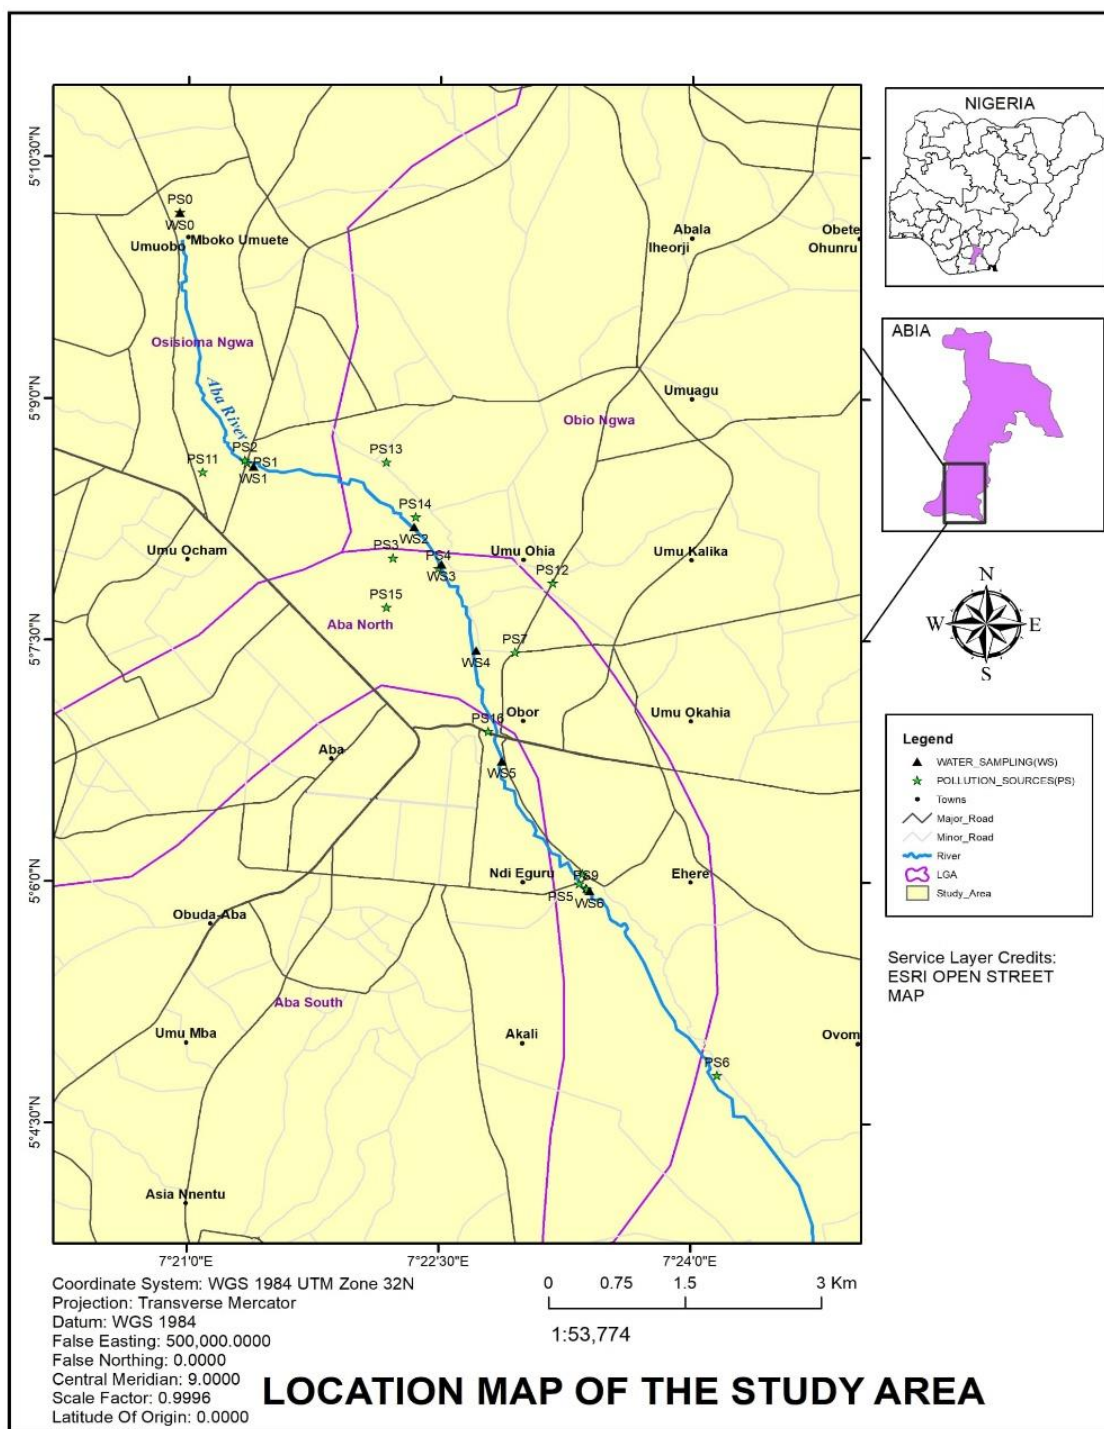 NIGERIA
5°10'30"N
PS0
WS0
Mboko Umuete
Umuobo
Abala
Iheorji
Obete
Ohunru
ABIA
Osisioma Ngwa
5°9'0"N
Aba River
Umuagu
Obio Ngwa
PS2
PS1
WS1
PS11
PS13
PS14
WS2
Umu Ocham
PS3
PS4
WS3
Umu Ohia
PS12
Umu Kalika
PS15
Aba North
5°7'30"N
PS7
WS4
N
W
E
S
PS16
Obor
Umu Okahia
Aba
WS5
Legend
WATER_SAMPLING(WS)
POLLUTION_SOURCES(PS)
Towns
Major_Road
Minor_Road
River
LGA
Study_Area
5°6'0"N
Ndi Eguru
PS9
PS5
WS6
Ehere
Obuda-Aba
Service Layer Credits:
ESRI OPEN STREET
MAP
Aba South
Umu Mba
Akali
Ovom
PS6
5°4'30"N
Asia Nnentu
7°21'0"E
7°22'30"E
7°24'0"E
Coordinate System: WGS 1984 UTM Zone 32N
Projection: Transverse Mercator
Datum: WGS 1984
False Easting: 500,000.0000
False Northing: 0.0000
Central Meridian: 9.0000
Scale Factor: 0.9996
Latitude Of Origin: 0.0000
0 0.75 1.5 3 Km
1:53,774
LOCATION MAP OF THE STUDY AREA